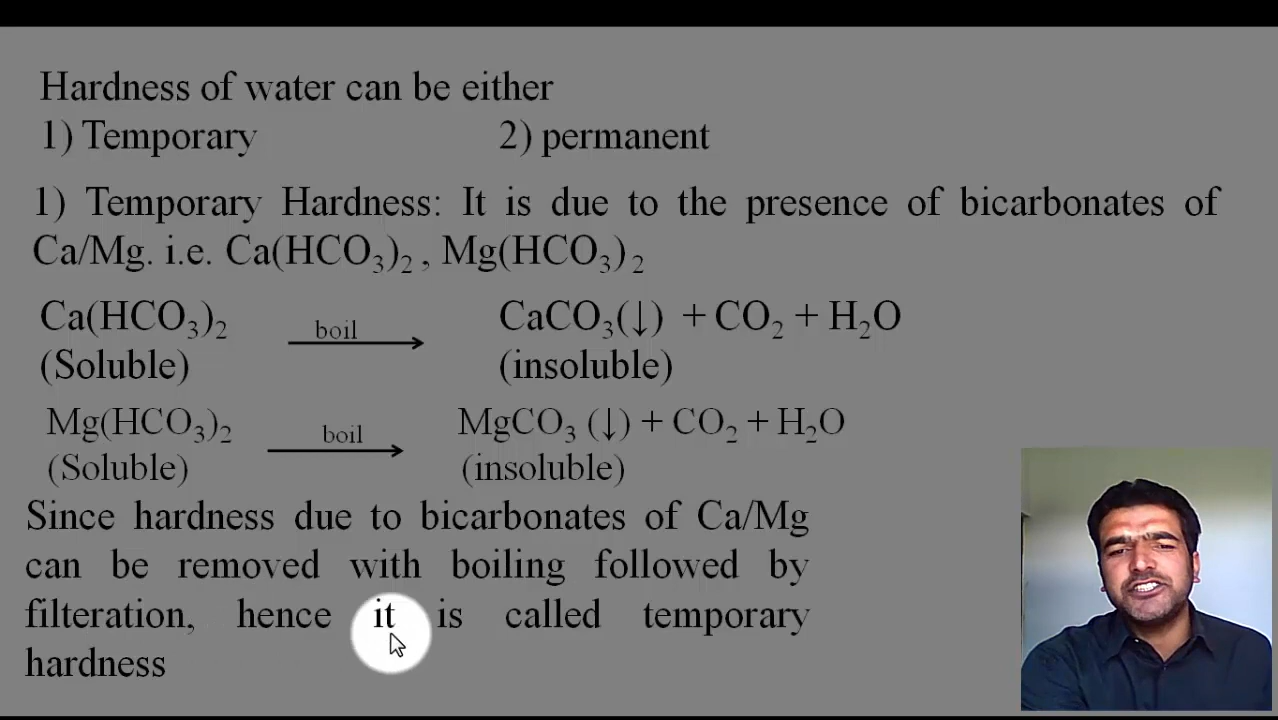 Hardness of water can be either
1) Temporary 2) permanent
1) Temporary Hardness: It is due to the presence of bicarbonates of
Ca/Mg. i.e. Ca(HCO₃)₂ , Mg(HCO₃)₂
Ca(HCO₃)₂ boil CaCO₃(↓) + CO₂ + H₂O
(Soluble) (insoluble)
Mg(HCO₃)₂ boil MgCO₃ (↓) + CO₂ + H₂O
(Soluble) (insoluble)
Since hardness due to bicarbonates of Ca/Mg
can be removed with boiling followed by
filteration, hence it is called temporary
hardness